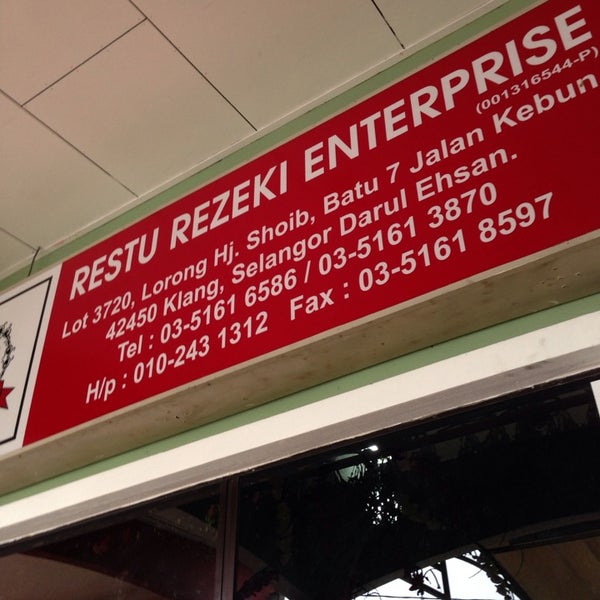 RESTU REZEKI ENTERPRISE
(001316544-P)
Lot 3720, Lorong Hj. Shoib, Batu 7 Jalan Kebun
42450 Klang, Selangor Darul Ehsan.
Tel : 03-5161 6586 / 03-5161 3870
H/p : 010-243 1312 Fax : 03-5161 8597